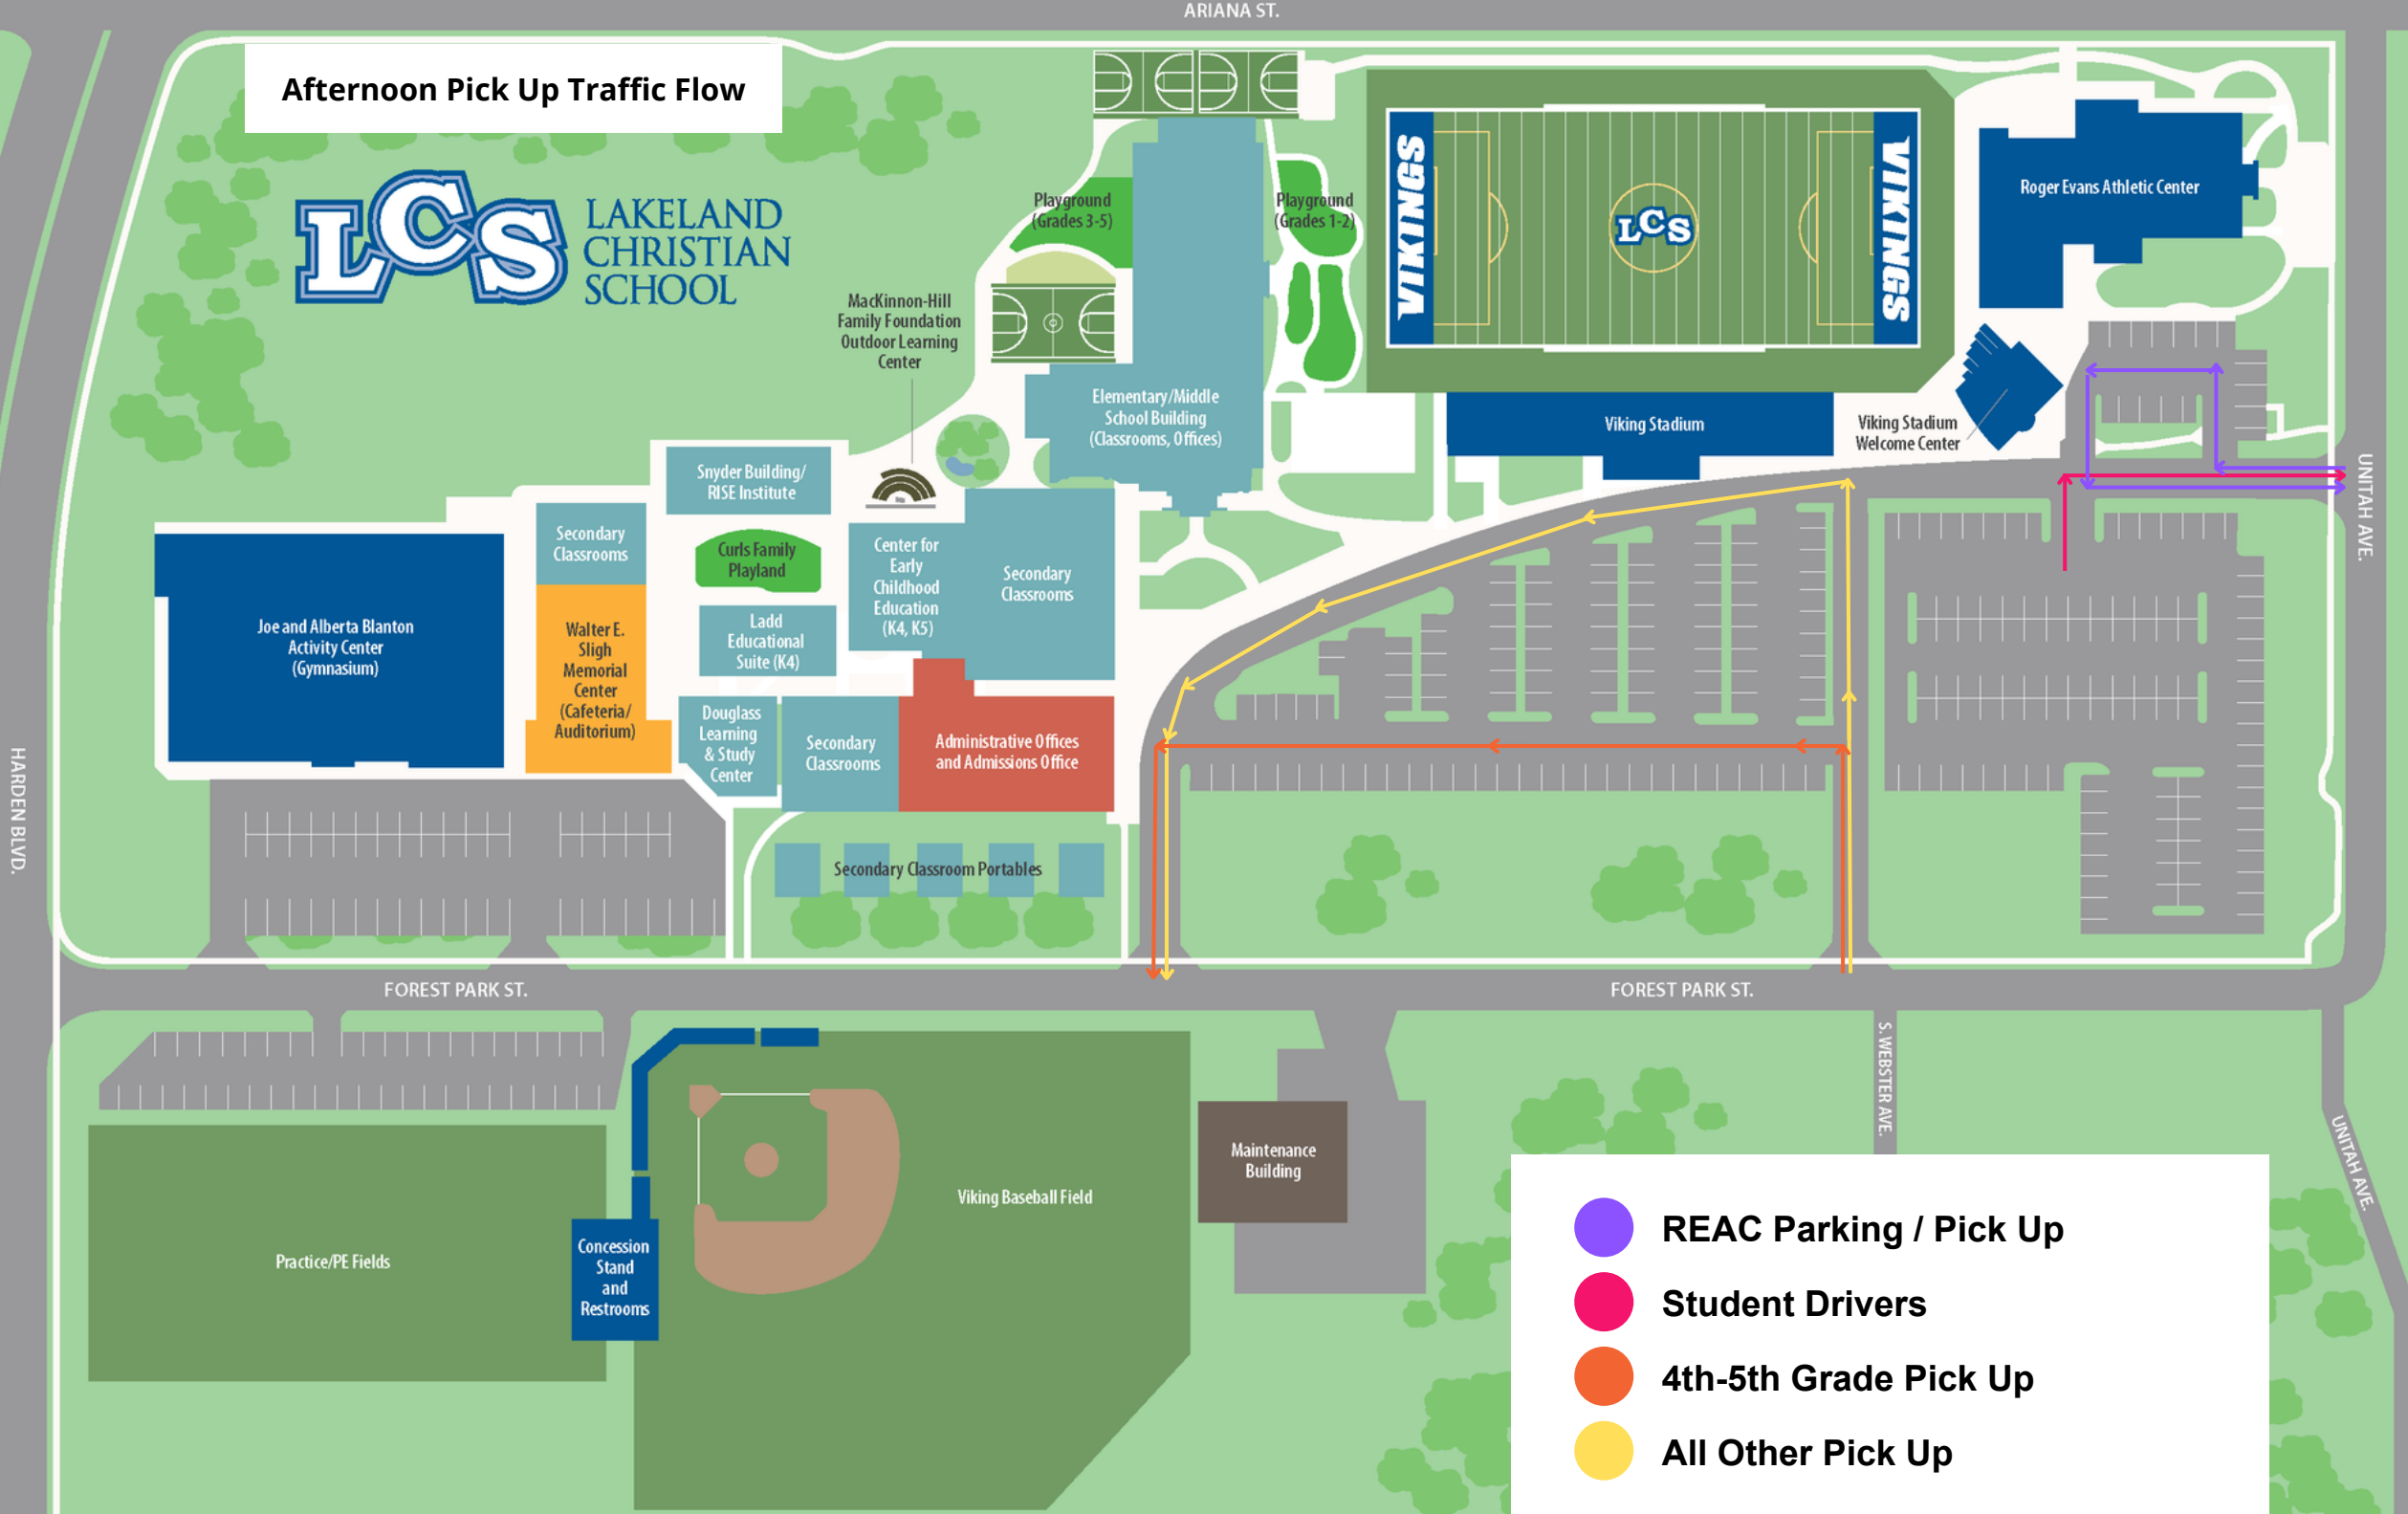 ARIANA ST.
Afternoon Pick Up Traffic Flow
LCS
LAKELAND
CHRISTIAN
SCHOOL
Playground
(Grades 3-5)
Playground
(Grades 1-2)
VIKINGS
LCS
VIKINGS
Roger Evans Athletic Center
MacKinnon-Hill
Family Foundation
Outdoor Learning
Center
Elementary/Middle
School Building
(Classrooms, Offices)
Viking Stadium
Viking Stadium
Welcome Center
UNITAH AVE.
Snyder Building/
RISE Institute
Secondary
Classrooms
Curls Family
Playland
Center for
Early
Childhood
Education
(K4, K5)
Secondary
Classrooms
Joe and Alberta Blanton
Activity Center
(Gymnasium)
Walter E.
Sligh
Memorial
Center
(Cafeteria/
Auditorium)
Ladd
Educational
Suite (K4)
Douglass
Learning
& Study
Center
Secondary
Classrooms
Administrative Offices
and Admissions Office
HARDEN BLVD.
Secondary Classroom Portables
FOREST PARK ST.
FOREST PARK ST.
S. WEBSTER AVE.
UNITAH AVE.
Maintenance
Building
Viking Baseball Field
Practice/PE Fields
Concession
Stand
and
Restrooms
REAC Parking / Pick Up
Student Drivers
4th-5th Grade Pick Up
All Other Pick Up